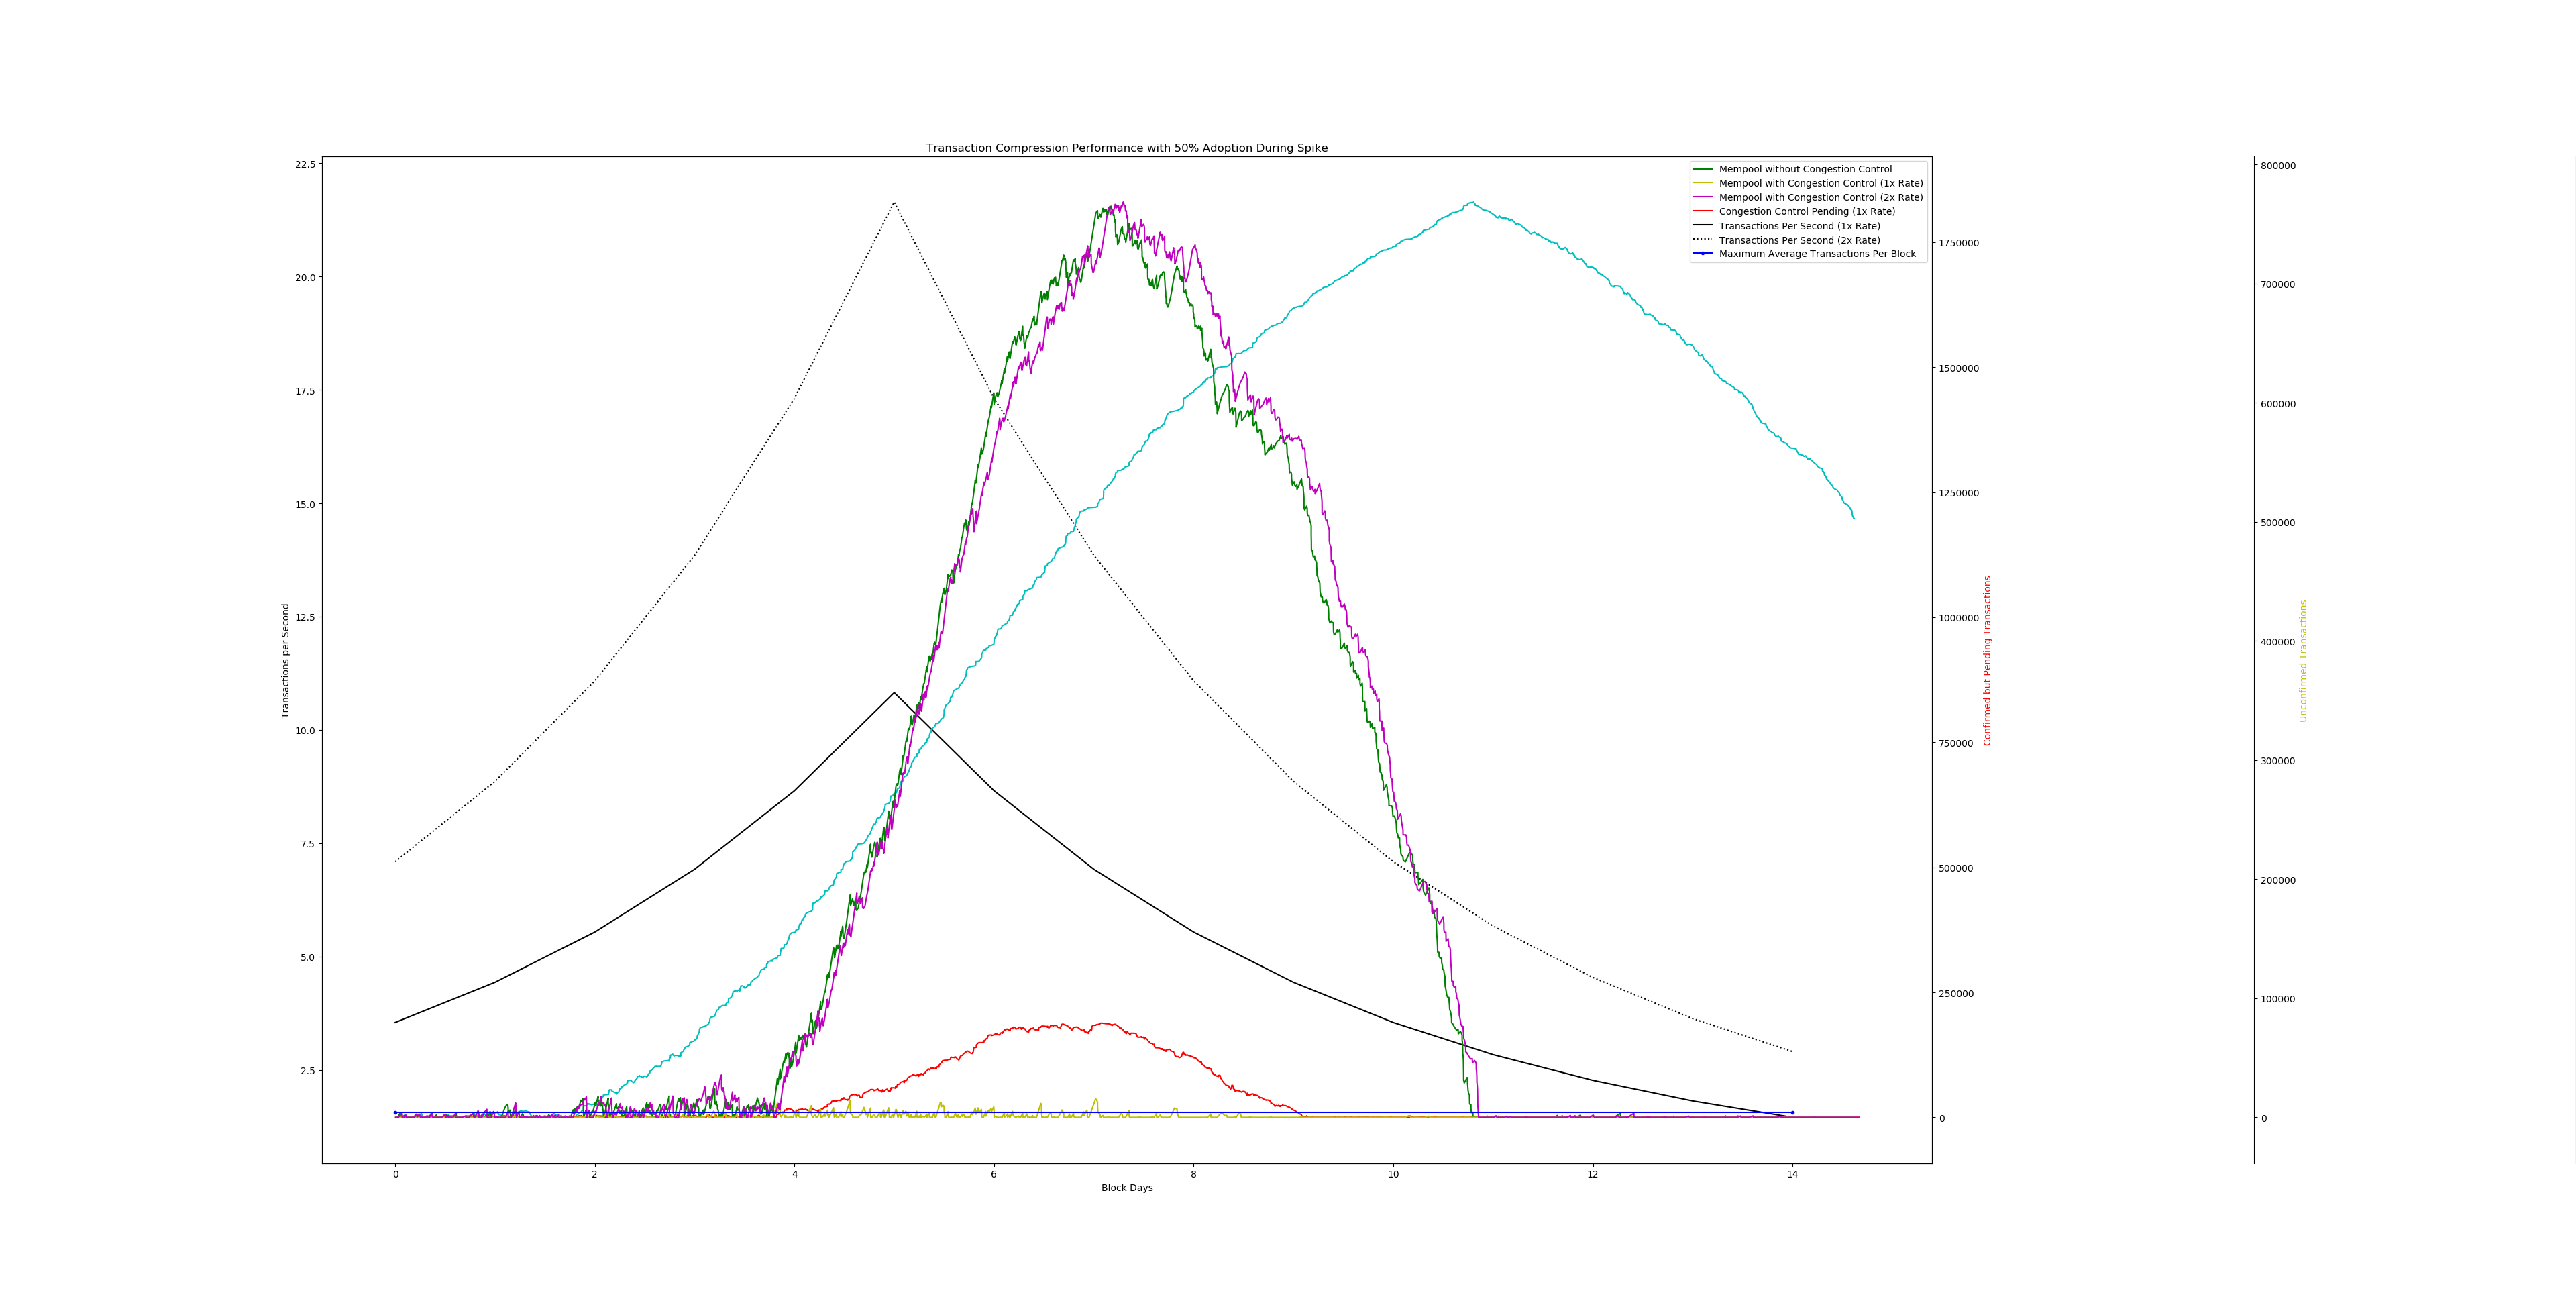 Transaction Compression Performance with 50% Adoption During Spike
Mempool without Congestion Control
Mempool with Congestion Control (1x Rate)
Mempool with Congestion Control (2x Rate)
Congestion Control Pending (1x Rate)
Transactions Per Second (1x Rate)
Transactions Per Second (2x Rate)
Maximum Average Transactions Per Block
Transactions per Second
22.5
20.0
17.5
15.0
12.5
10.0
7.5
5.0
2.5
0
2
4
6
8
10
12
14
Block Days
1750000
1500000
1250000
1000000
750000
500000
250000
0
Confirmed but Pending Transactions
800000
700000
600000
500000
400000
300000
200000
100000
0
Unconfirmed Transactions